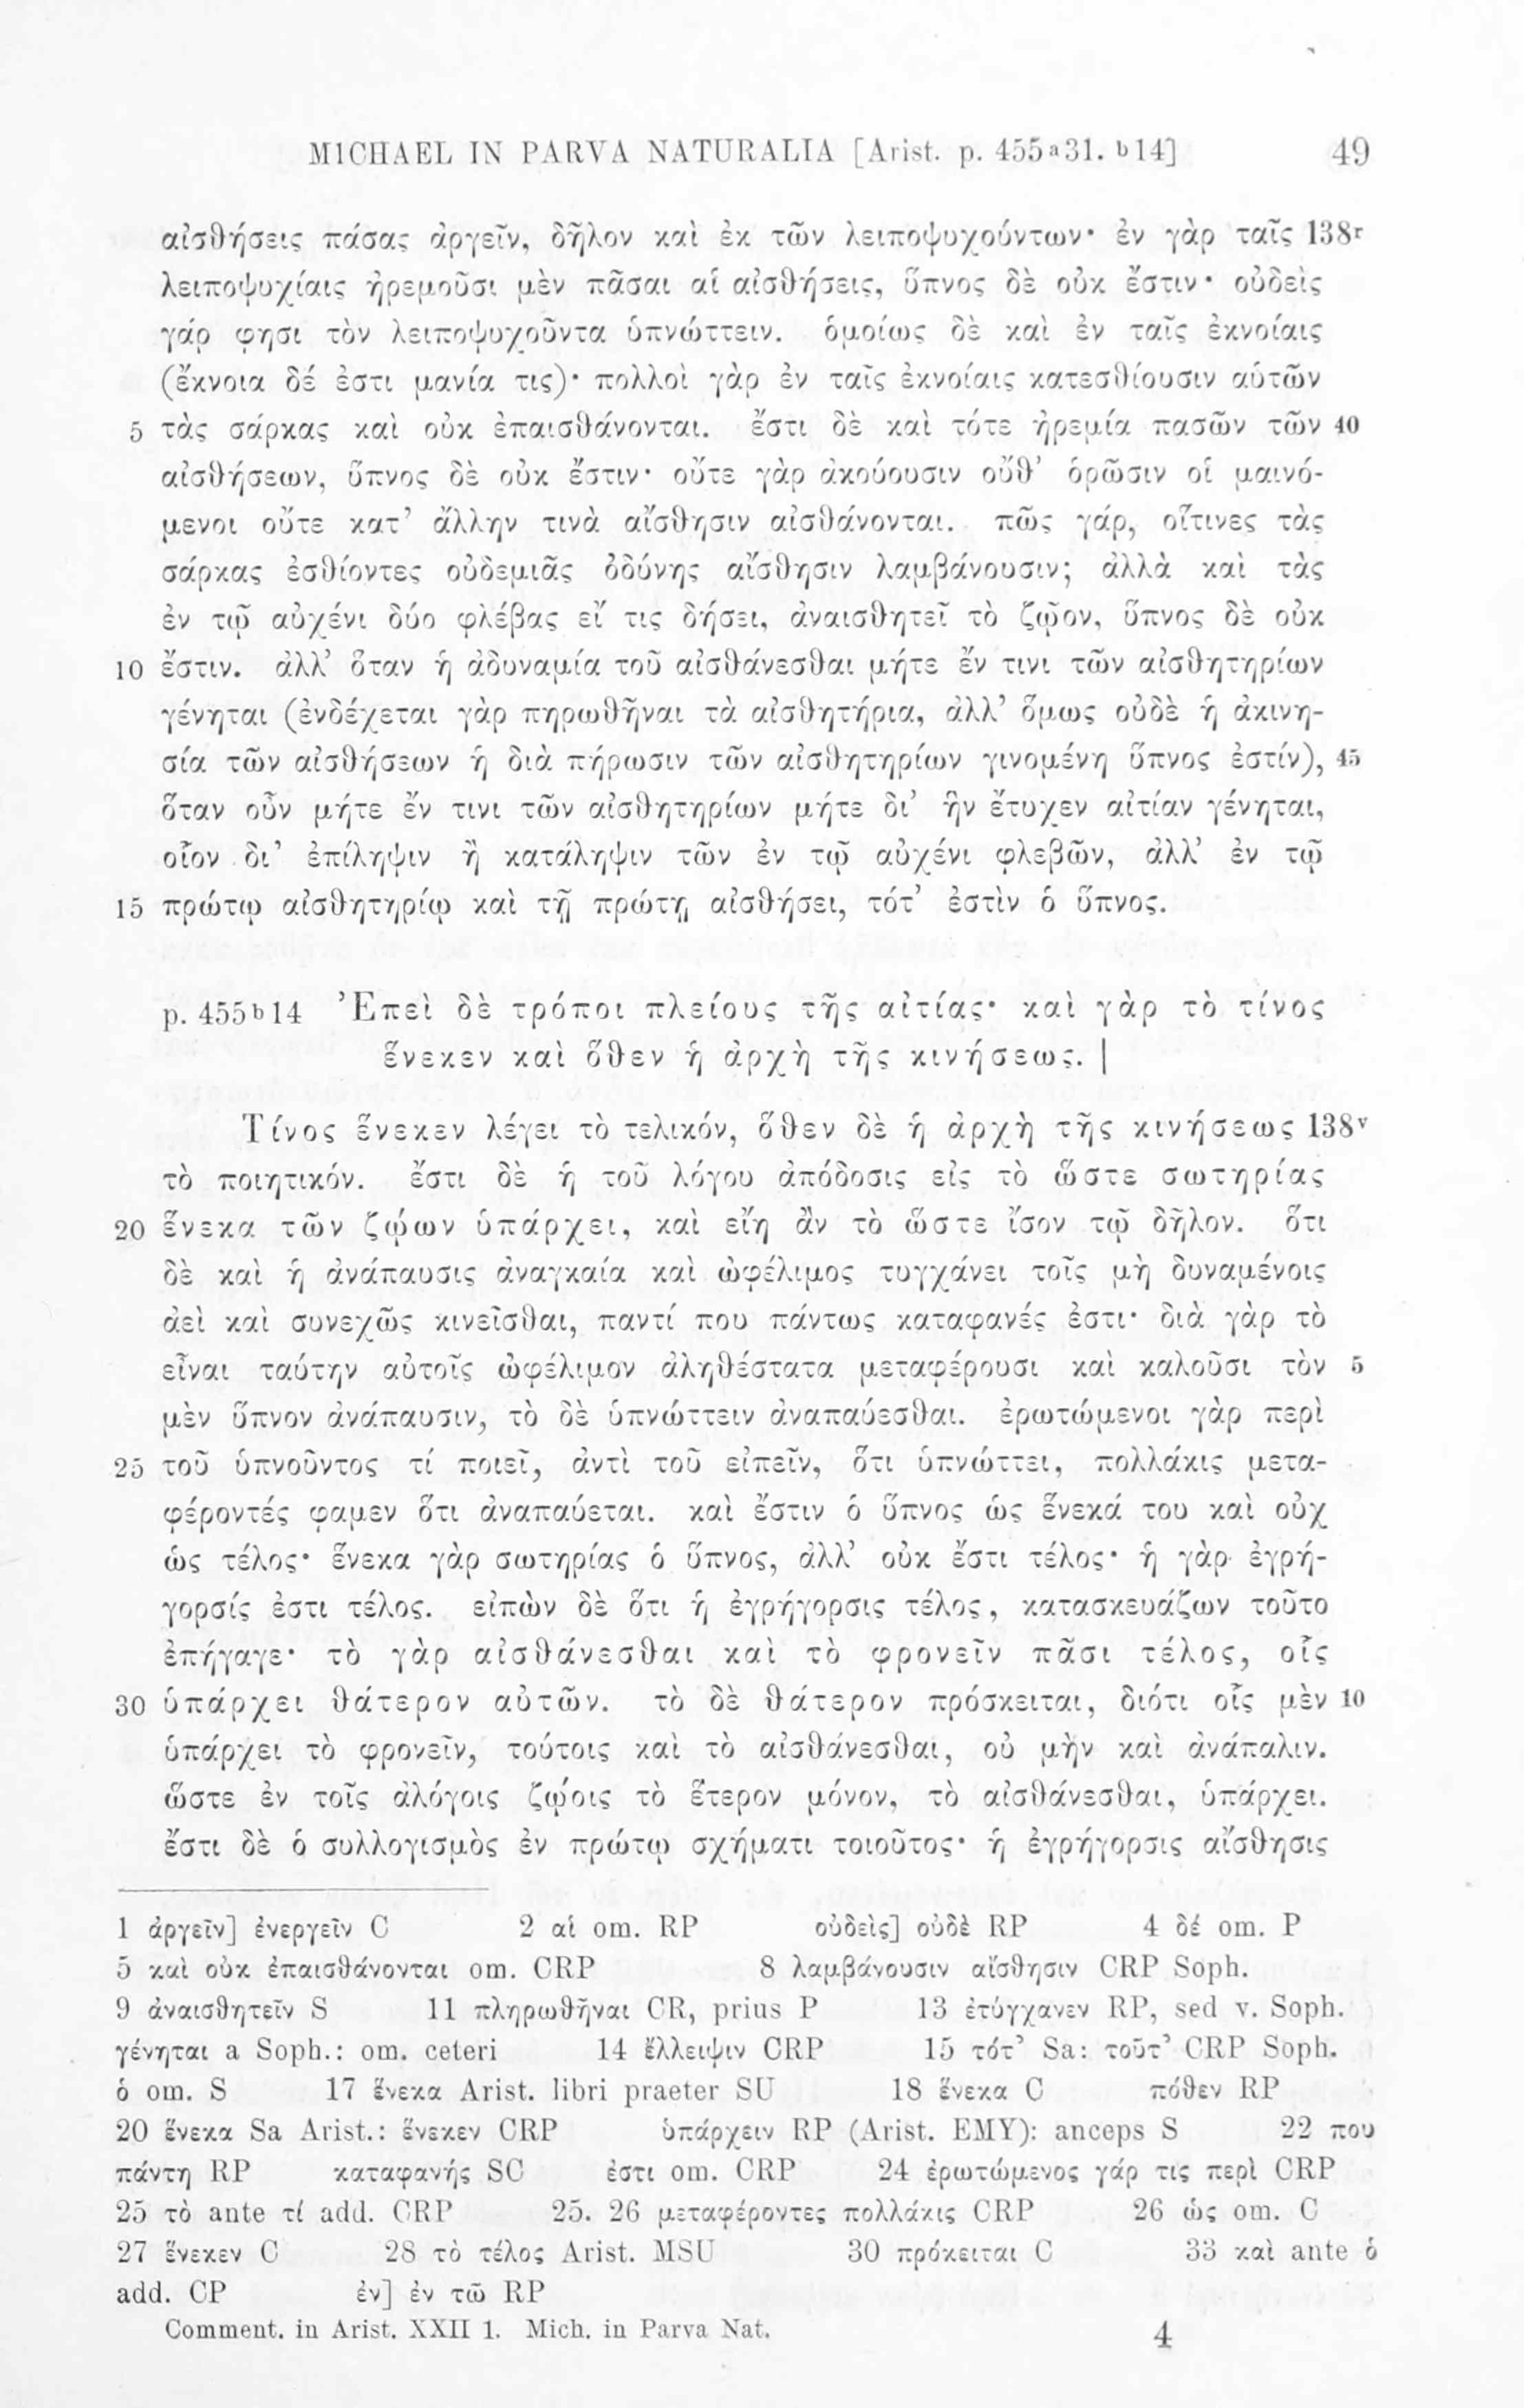 MICHAEL IN PARVA NATURALIA [Arist. p. 455ᵃ31. ᵇ14] 49
αἰσθήσεις πάσας ἀργεῖν, δῆλον καὶ ἐκ τῶν λειποψυχούντων· ἐν γὰρ ταῖς 138ʳ
λειποψυχίαις ἠρεμοῦσι μὲν πᾶσαι αἱ αἰσθήσεις, ὕπνος δὲ οὐκ ἔστιν· οὐδεὶς
γάρ φησι τὸν λειποψυχοῦντα ὑπνώττειν. ὁμοίως δὲ καὶ ἐν ταῖς ἐκνοίαις
(ἔκνοια δέ ἐστι μανία τις)· πολλοὶ γὰρ ἐν ταῖς ἐκνοίαις κατεσθίουσιν αὑτῶν
5 τὰς σάρκας καὶ οὐκ ἐπαισθάνονται. ἔστι δὲ καὶ τότε ἠρεμία πασῶν τῶν 40
αἰσθήσεων, ὕπνος δὲ οὐκ ἔστιν· οὔτε γὰρ ἀκούουσιν οὔθ’ ὁρῶσιν οἱ μαινό-
μενοι οὔτε κατ’ ἄλλην τινὰ αἴσθησιν αἰσθάνονται. πῶς γάρ, οἵτινες τὰς
σάρκας ἐσθίοντες οὐδεμιᾶς ὀδύνης αἴσθησιν λαμβάνουσιν; ἀλλὰ καὶ τὰς
ἐν τῷ αὐχένι δύο φλέβας εἴ τις δήσει, ἀναισθητεῖ τὸ ζῷον, ὕπνος δὲ οὐκ
10 ἔστιν. ἀλλ’ ὅταν ἡ ἀδυναμία τοῦ αἰσθάνεσθαι μήτε ἔν τινι τῶν αἰσθητηρίων
γένηται (ἐνδέχεται γὰρ πηρωθῆναι τὰ αἰσθητήρια, ἀλλ’ ὅμως οὐδὲ ἡ ἀκινη-
σία τῶν αἰσθήσεων ἡ διὰ πήρωσιν τῶν αἰσθητηρίων γινομένη ὕπνος ἐστίν), 45
ὅταν οὖν μήτε ἔν τινι τῶν αἰσθητηρίων μήτε δι’ ἣν ἔτυχεν αἰτίαν γένηται,
οἷον δι’ ἐπίληψιν ἢ κατάληψιν τῶν ἐν τῷ αὐχένι φλεβῶν, ἀλλ’ ἐν τῷ
15 πρώτῳ αἰσθητηρίῳ καὶ τῇ πρώτῃ αἰσθήσει, τότ’ ἐστὶν ὁ ὕπνος.
p. 455ᵇ14 Ἐπεὶ δὲ τρόποι πλείους τῆς αἰτίας· καὶ γὰρ τὸ τίνος
ἕνεκεν καὶ ὅθεν ἡ ἀρχὴ τῆς κινήσεως. |
Τίνος ἕνεκεν λέγει τὸ τελικόν, ὅθεν δὲ ἡ ἀρχὴ τῆς κινήσεως 138ᵛ
τὸ ποιητικόν. ἔστι δὲ ἡ τοῦ λόγου ἀπόδοσις εἰς τὸ ὥστε σωτηρίας
20 ἕνεκα τῶν ζῴων ὑπάρχει, καὶ εἴη ἂν τὸ ὥστε ἴσον τῷ δῆλον. ὅτι
δὲ καὶ ἡ ἀνάπαυσις ἀναγκαία καὶ ὠφέλιμος τυγχάνει τοῖς μὴ δυναμένοις
ἀεὶ καὶ συνεχῶς κινεῖσθαι, παντί που πάντως καταφανές ἐστι· διὰ γὰρ τὸ
εἶναι ταύτην αὐτοῖς ὠφέλιμον ἀληθέστατα μεταφέρουσι καὶ καλοῦσι τὸν 5
μὲν ὕπνον ἀνάπαυσιν, τὸ δὲ ὑπνώττειν ἀναπαύεσθαι. ἐρωτώμενοι γὰρ περὶ
25 τοῦ ὑπνοῦντος τί ποιεῖ, ἀντὶ τοῦ εἰπεῖν, ὅτι ὑπνώττει, πολλάκις μετα-
φέροντές φαμεν ὅτι ἀναπαύεται. καὶ ἔστιν ὁ ὕπνος ὡς ἕνεκά του καὶ οὐχ
ὡς τέλος· ἕνεκα γὰρ σωτηρίας ὁ ὕπνος, ἀλλ’ οὐκ ἔστι τέλος· ἡ γὰρ ἐγρή-
γορσίς ἐστι τέλος. εἰπὼν δὲ ὅτι ἡ ἐγρήγορσις τέλος, κατασκευάζων τοῦτο
ἐπήγαγε· τὸ γὰρ αἰσθάνεσθαι καὶ τὸ φρονεῖν πᾶσι τέλος, οἷς
30 ὑπάρχει θάτερον αὐτῶν. τὸ δὲ θάτερον πρόσκειται, διότι οἷς μὲν 10
ὑπάρχει τὸ φρονεῖν, τούτοις καὶ τὸ αἰσθάνεσθαι, οὐ μὴν καὶ ἀνάπαλιν.
ὥστε ἐν τοῖς ἀλόγοις ζῴοις τὸ ἕτερον μόνον, τὸ αἰσθάνεσθαι, ὑπάρχει.
ἔστι δὲ ὁ συλλογισμὸς ἐν πρώτῳ σχήματι τοιοῦτος· ἡ ἐγρήγορσις αἴσθησις
1 ἀργεῖν] ἐνεργεῖν C 2 αἱ om. RP οὐδεὶς] οὐδὲ RP 4 δέ om. P
5 καὶ οὐκ ἐπαισθάνονται om. CRP 8 λαμβάνουσιν αἴσθησιν CRP Soph.
9 ἀναισθητεῖν S 11 πληρωθῆναι CR, prius P 13 ἐτύγχανεν RP, sed v. Soph.
γένηται a Soph.: om. ceteri 14 ἔλλειψιν CRP 15 τότ’ Sa: τοῦτ’ CRP Soph.
ὁ om. S 17 ἕνεκα Arist. libri praeter SU 18 ἕνεκα C πόθεν RP
20 ἕνεκα Sa Arist.: ἕνεκεν CRP ὑπάρχειν RP (Arist. EMY): anceps S 22 που
πάντη RP καταφανής SC ἐστι om. CRP 24 ἐρωτώμενος γάρ τις περὶ CRP
25 τὸ ante τί add. CRP 25. 26 μεταφέροντες πολλάκις CRP 26 ὡς om. C
27 ἕνεκεν C 28 τὸ τέλος Arist. MSU 30 πρόκειται C 33 καὶ ante ὁ
add. CP ἐν] ἐν τῶ RP
Comment. in Arist. XXII 1. Mich. in Parva Nat. 4